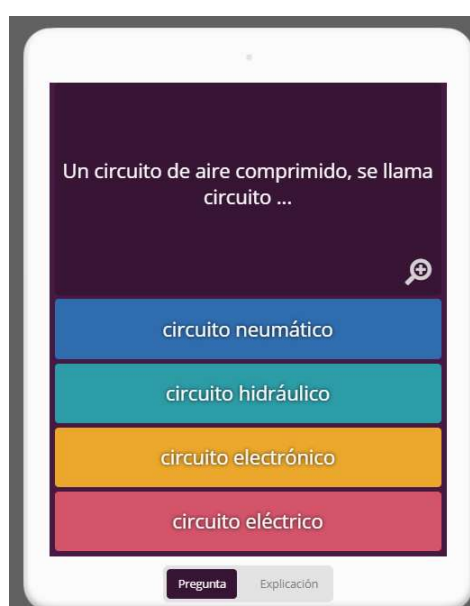 Un circuito de aire comprimido, se llama
circuito ...
circuito neumático
circuito hidráulico
circuito electrónico
circuito eléctrico
Pregunta Explicación